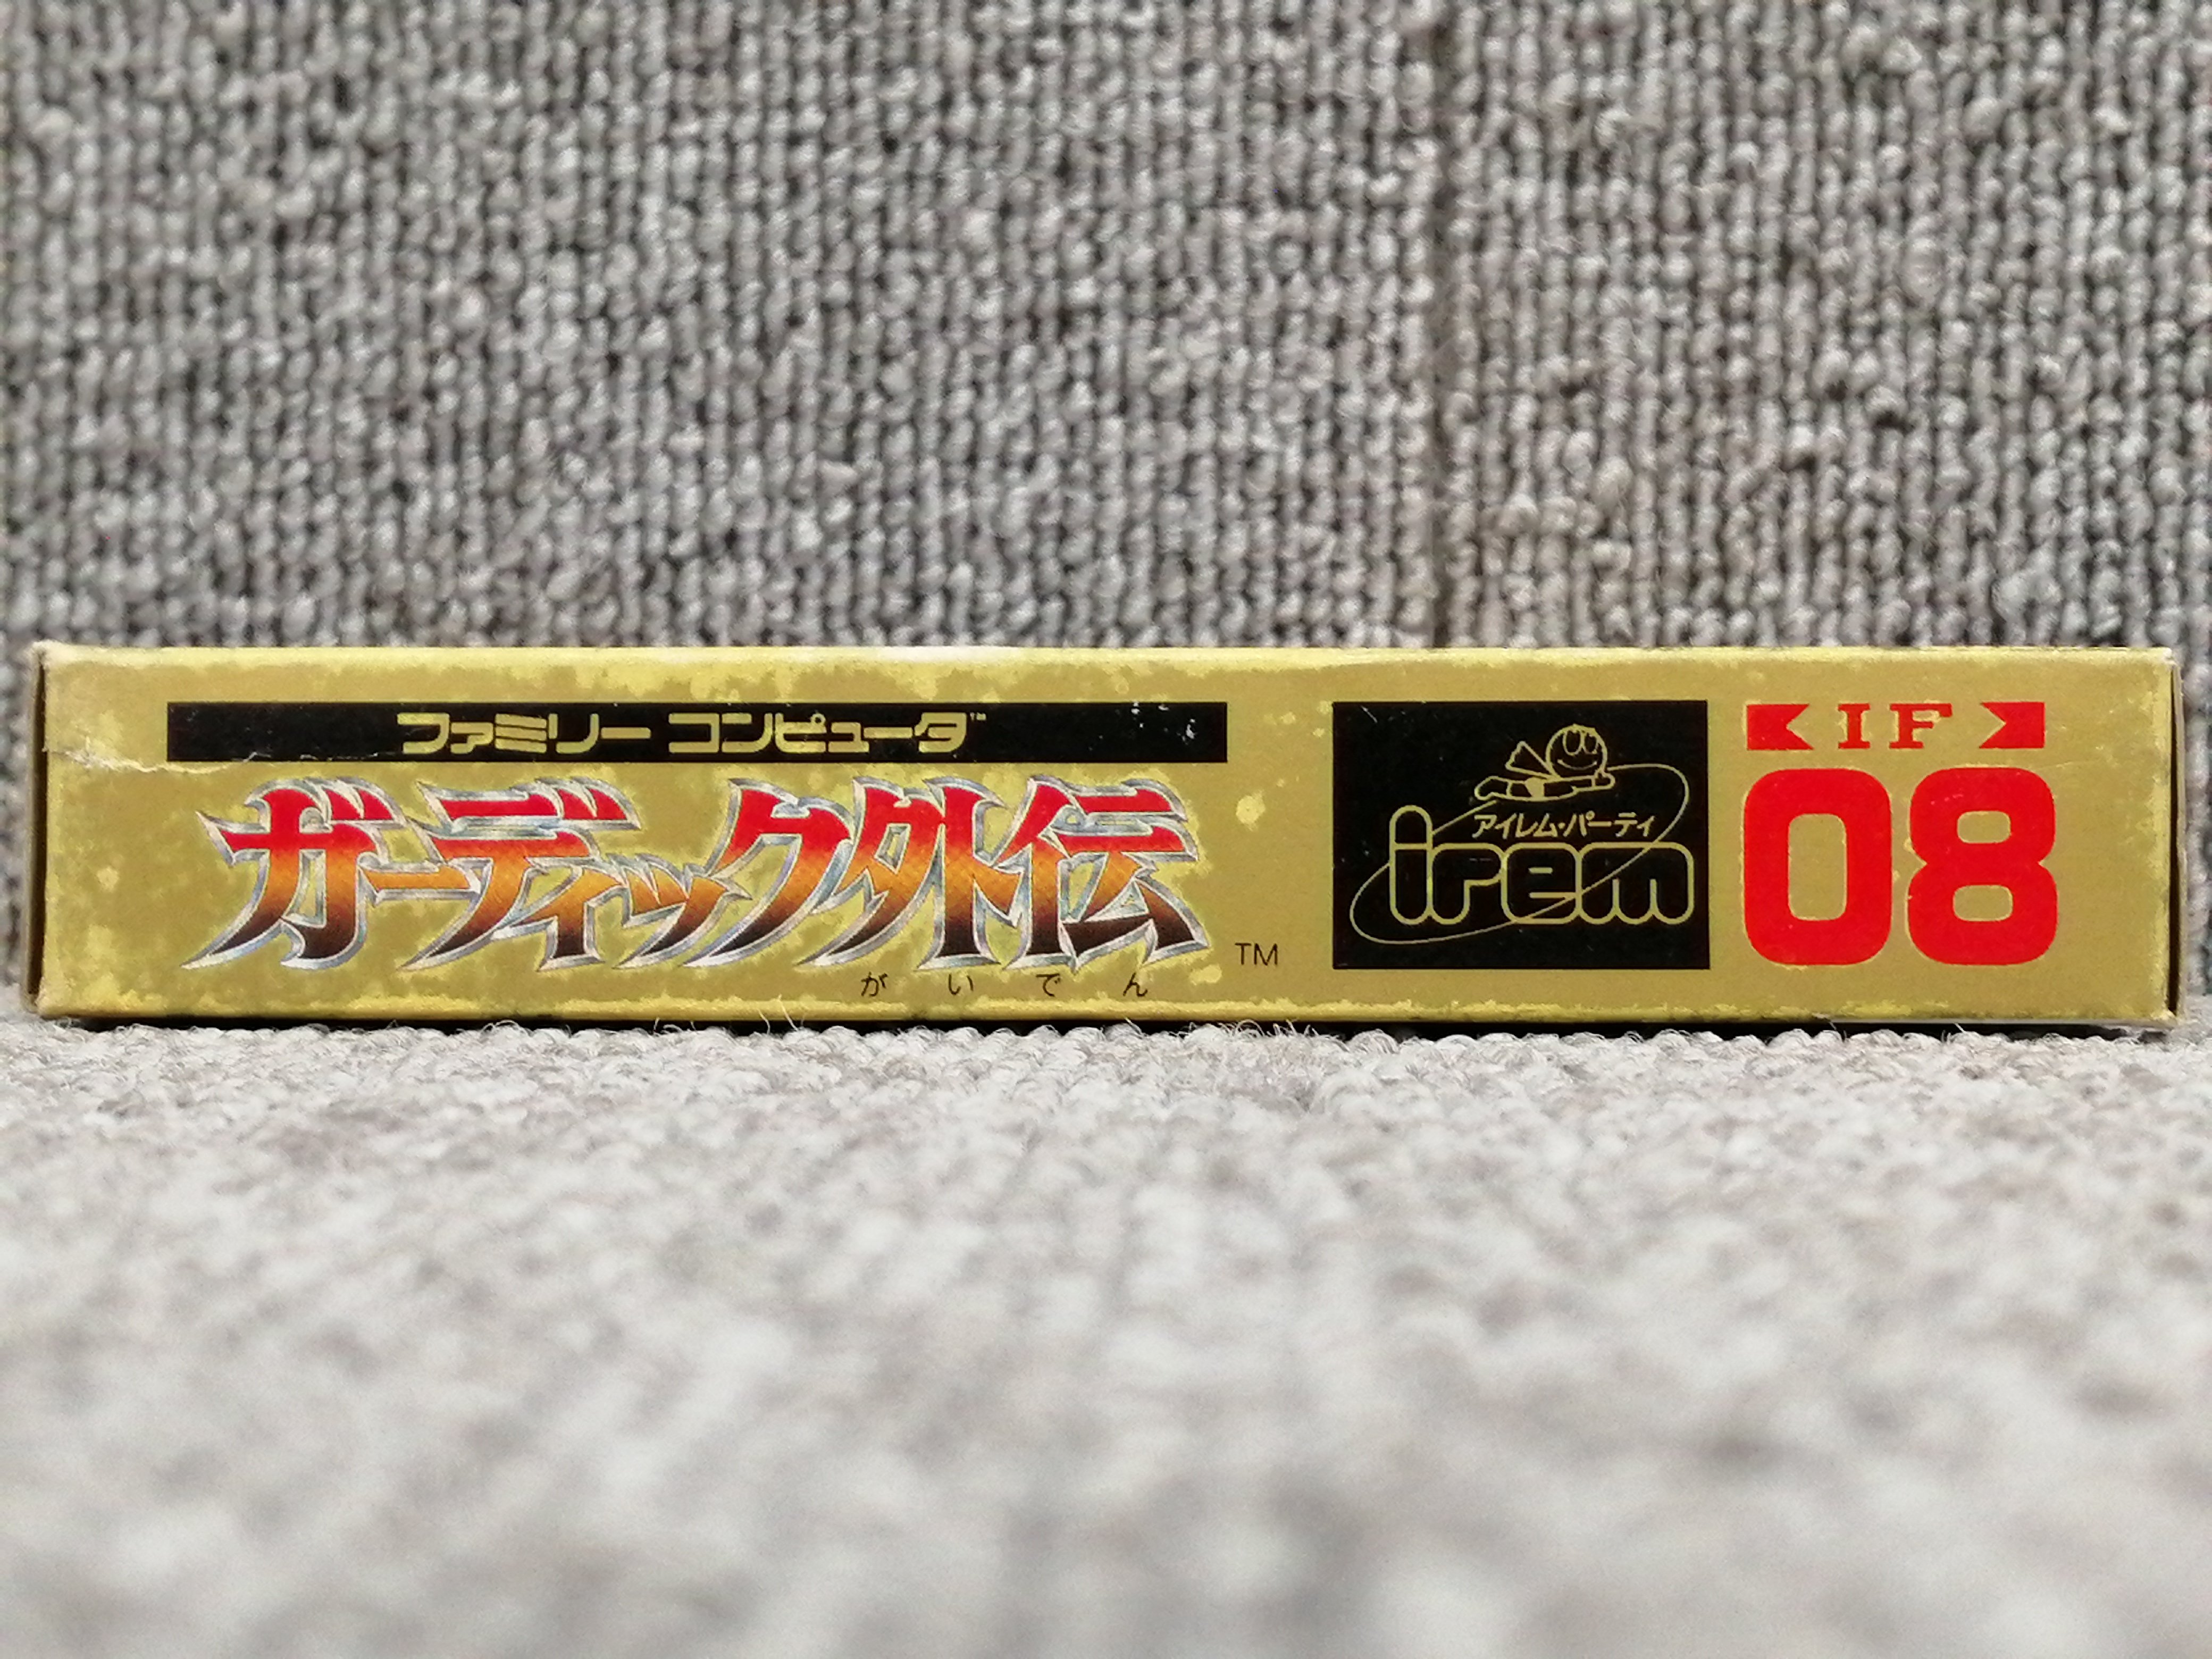 ファミリー コンピュータ™
ガーディック外伝
がいでん
TM
アイレム・パーティ
irem
IF
08